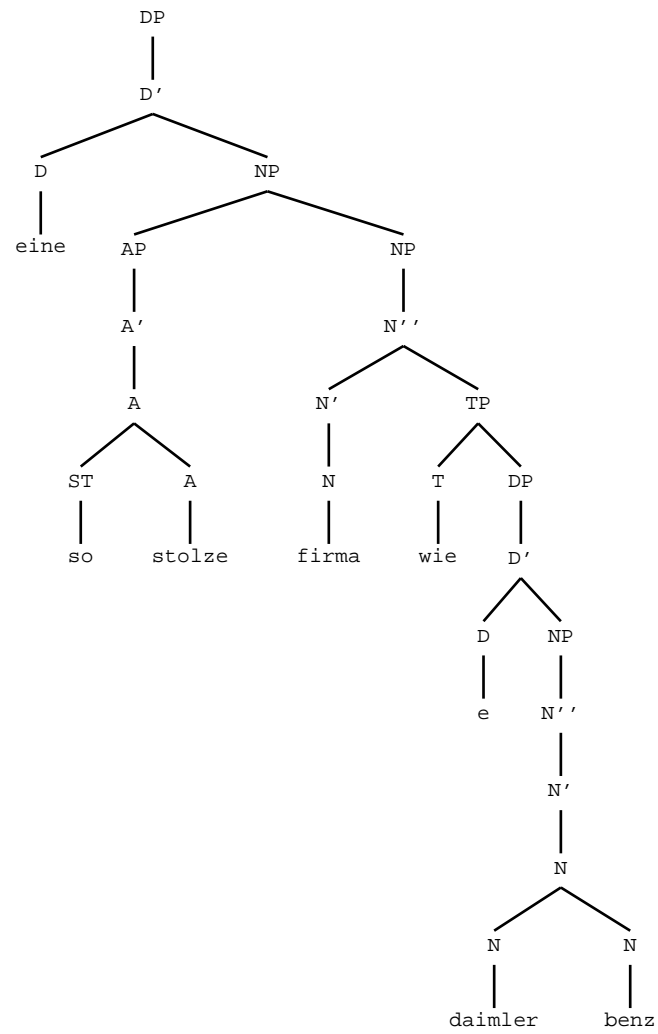 DP
D’
D NP
eine AP NP
A’ N’’
A N’ TP
ST A N T DP
so stolze firma wie D’
D NP
e N’’
N’
N
N N
daimler benz